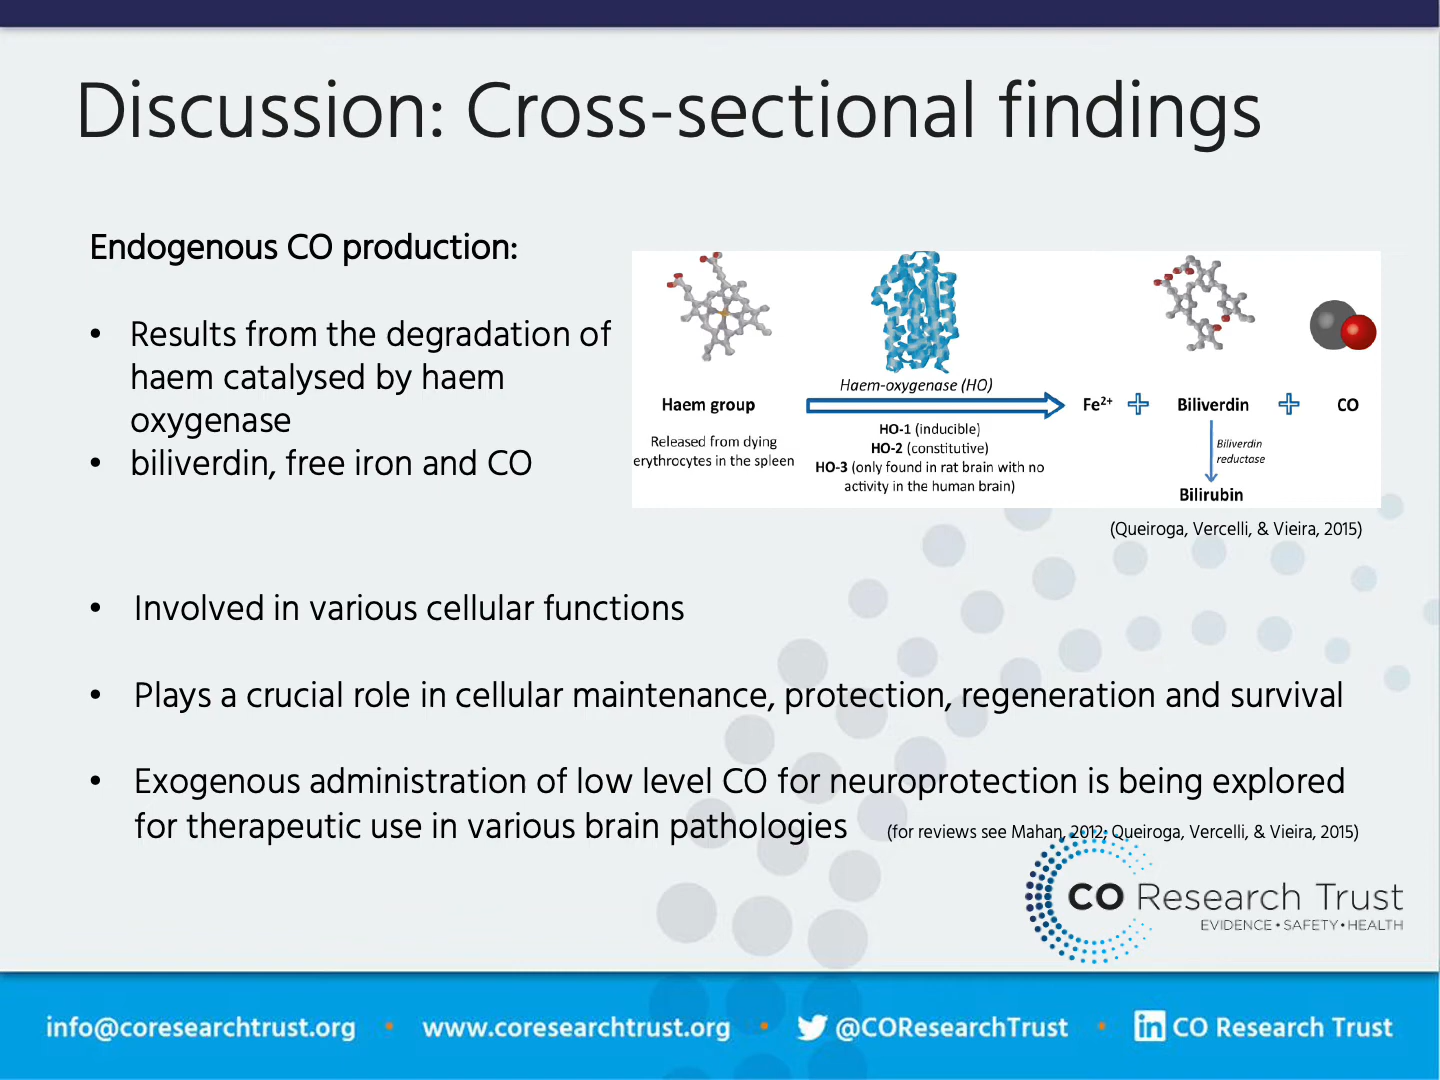 Discussion: Cross-sectional findings
Endogenous CO production:
• Results from the degradation of
haem catalysed by haem
oxygenase
• biliverdin, free iron and CO
Haem-oxygenase (HO)
Haem group
Fe²⁺ + Biliverdin + CO
Released from dying
erythrocytes in the spleen
HO-1 (inducible)
HO-2 (constitutive)
HO-3 (only found in rat brain with no
activity in the human brain)
Biliverdin
reductase
Bilirubin
(Queiroga, Vercelli, & Vieira, 2015)
• Involved in various cellular functions
• Plays a crucial role in cellular maintenance, protection, regeneration and survival
• Exogenous administration of low level CO for neuroprotection is being explored
for therapeutic use in various brain pathologies (for reviews see Mahan, 2012; Queiroga, Vercelli, & Vieira, 2015)
CO Research Trust
EVIDENCE • SAFETY • HEALTH
info@coresearchtrust.org • www.coresearchtrust.org • @COResearchTrust • in CO Research Trust